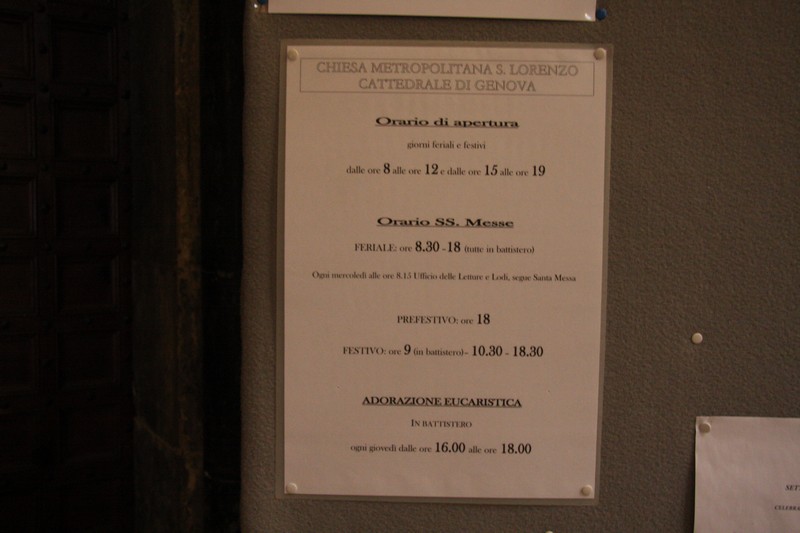 CHIESA METROPOLITANA S. LORENZO
CATTEDRALE DI GENOVA
Orario di apertura
giorni feriali e festivi
dalle ore 8 alle ore 12 e dalle ore 15 alle ore 19
Orario SS. Messe
FERIALE: ore 8.30 - 18 (tutte in battistero)
Ogni mercoledì alle ore 8.15 Ufficio delle Letture e Lodi, segue Santa Messa
PREFESTIVO: ore 18
FESTIVO: ore 9 (in battistero)- 10.30 - 18.30
ADORAZIONE EUCARISTICA
IN BATTISTERO
ogni giovedì dalle ore 16.00 alle ore 18.00